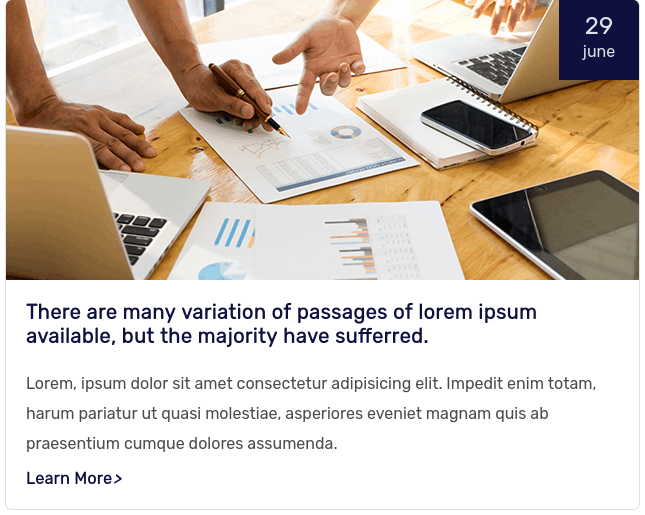 29
june
There are many variation of passages of lorem ipsum
available, but the majority have sufferred.
Lorem, ipsum dolor sit amet consectetur adipisicing elit. Impedit enim totam,
harum pariatur ut quasi molestiae, asperiores eveniet magnam quis ab
praesentium cumque dolores assumenda.
Learn More>